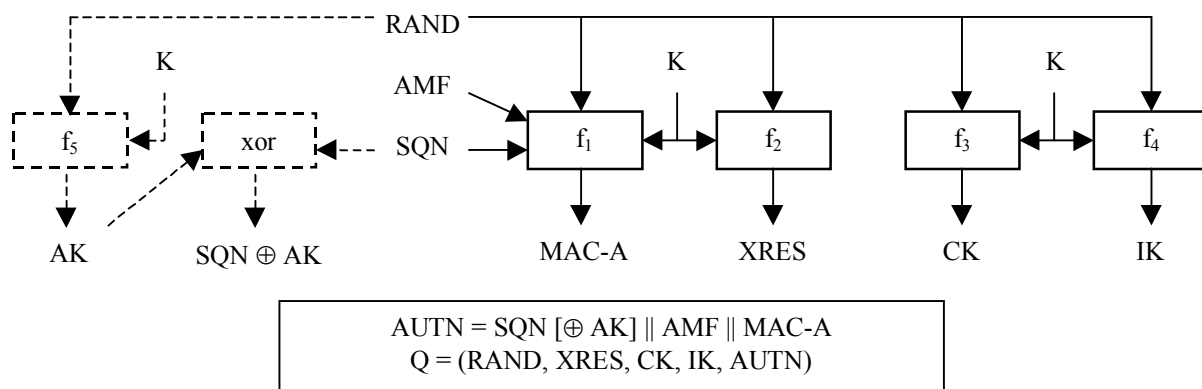 RAND
K
K
K
AMF
f₅
xor
SQN
f₁
f₂
f₃
f₄
AK
SQN ⊕ AK
MAC-A
XRES
CK
IK
AUTN = SQN [⊕ AK] || AMF || MAC-A
Q = (RAND, XRES, CK, IK, AUTN)